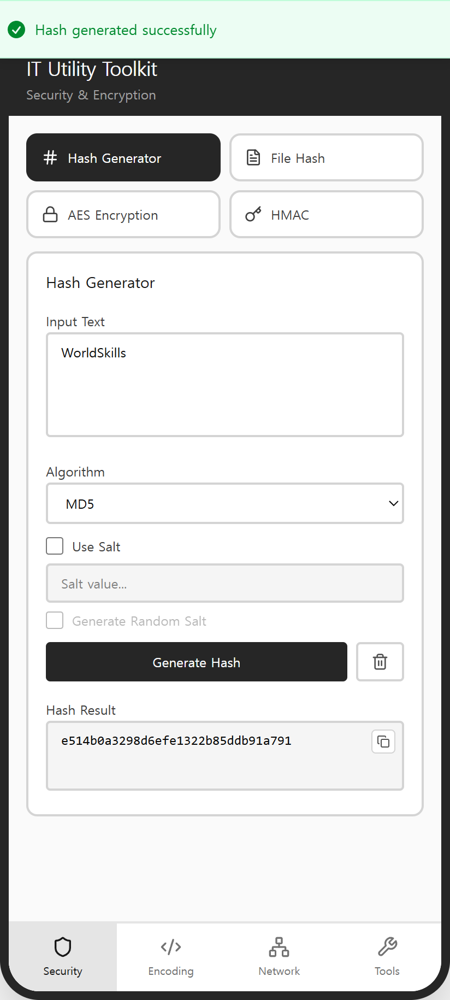 Hash generated successfully
IT Utility Toolkit
Security & Encryption
Hash Generator
File Hash
AES Encryption
HMAC
Hash Generator
Input Text
WorldSkills
Algorithm
MD5
Use Salt
Salt value...
Generate Random Salt
Generate Hash
Hash Result
e514b0a3298d6efe1322b85ddb91a791
Security
Encoding
Network
Tools